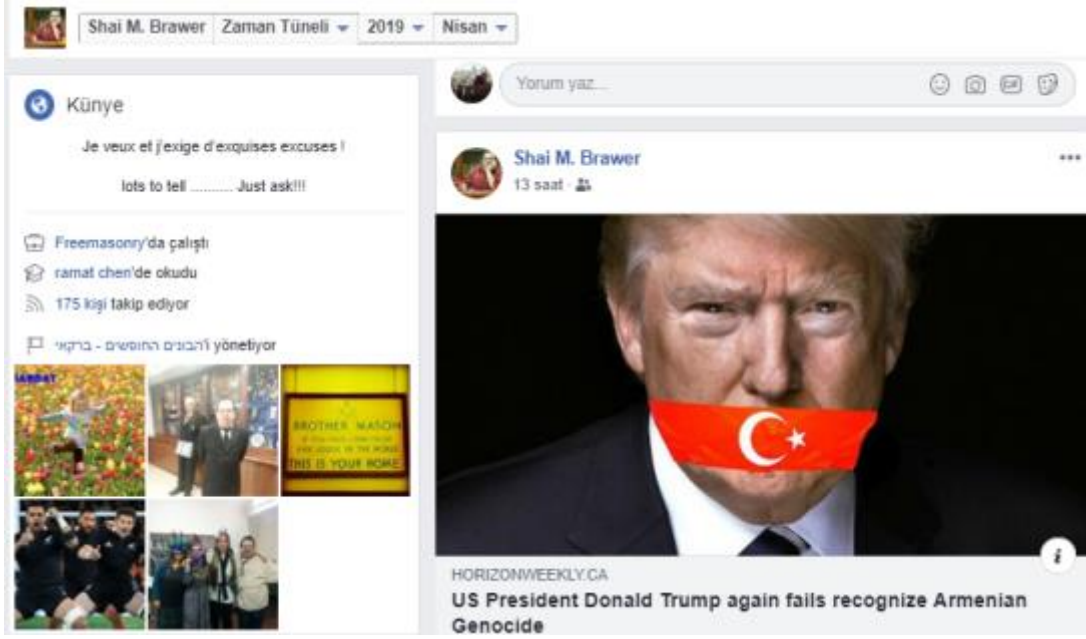 Shai M. Brawer Zaman Tüneli 2019 Nisan
Künye
Je veux et j'exige d'exquises excuses !
lots to tell .......... Just ask!!!
Freemasonry'da çalıştı
ramat chen'de okudu
175 kişi takip ediyor
הבונים החופשים - ברקאי'i yönetiyor
BROTHER MASON
THIS IS YOUR HOME
Yorum yaz...
GIF
Shai M. Brawer
13 saat
HORIZONWEEKLY.CA
US President Donald Trump again fails recognize Armenian
Genocide